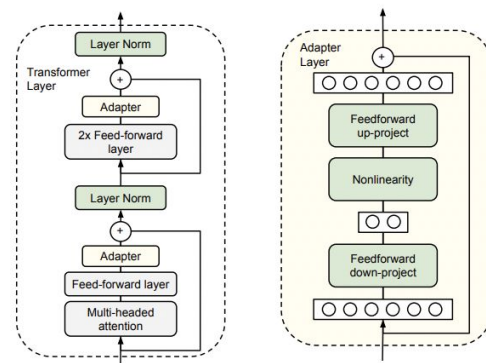 Layer Norm
Transformer
Layer
+
Adapter
2x Feed-forward
layer
Layer Norm
+
Adapter
Feed-forward layer
Multi-headed
attention
Adapter
Layer
+
Feedforward
up-project
Nonlinearity
Feedforward
down-project